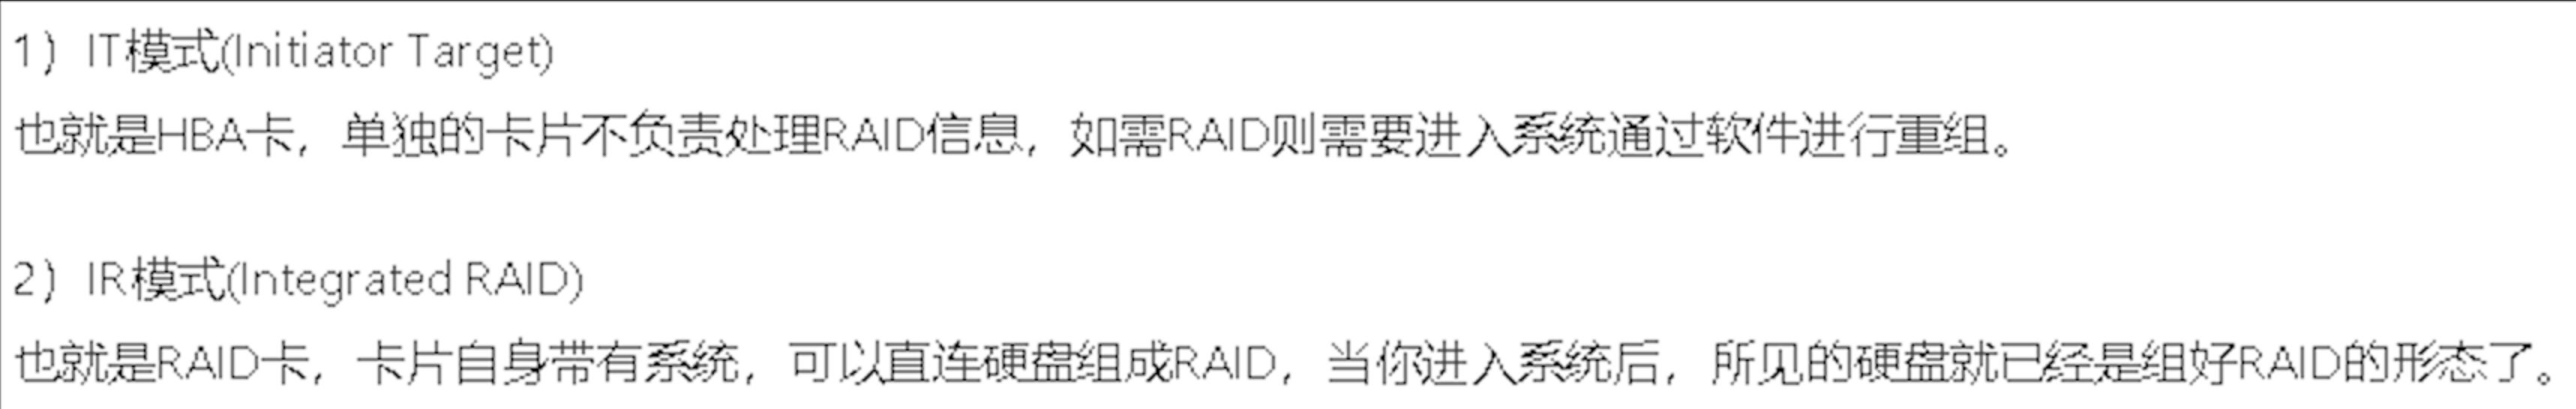 1）IT模式(Initiator Target)
也就是HBA卡，单独的卡片不负责处理RAID信息，如需RAID则需要进入系统通过软件进行重组。
2）IR模式(Integrated RAID)
也就是RAID卡，卡片自身带有系统，可以直连硬盘组成RAID，当你进入系统后，所见的硬盘就已经是组好RAID的形态了。